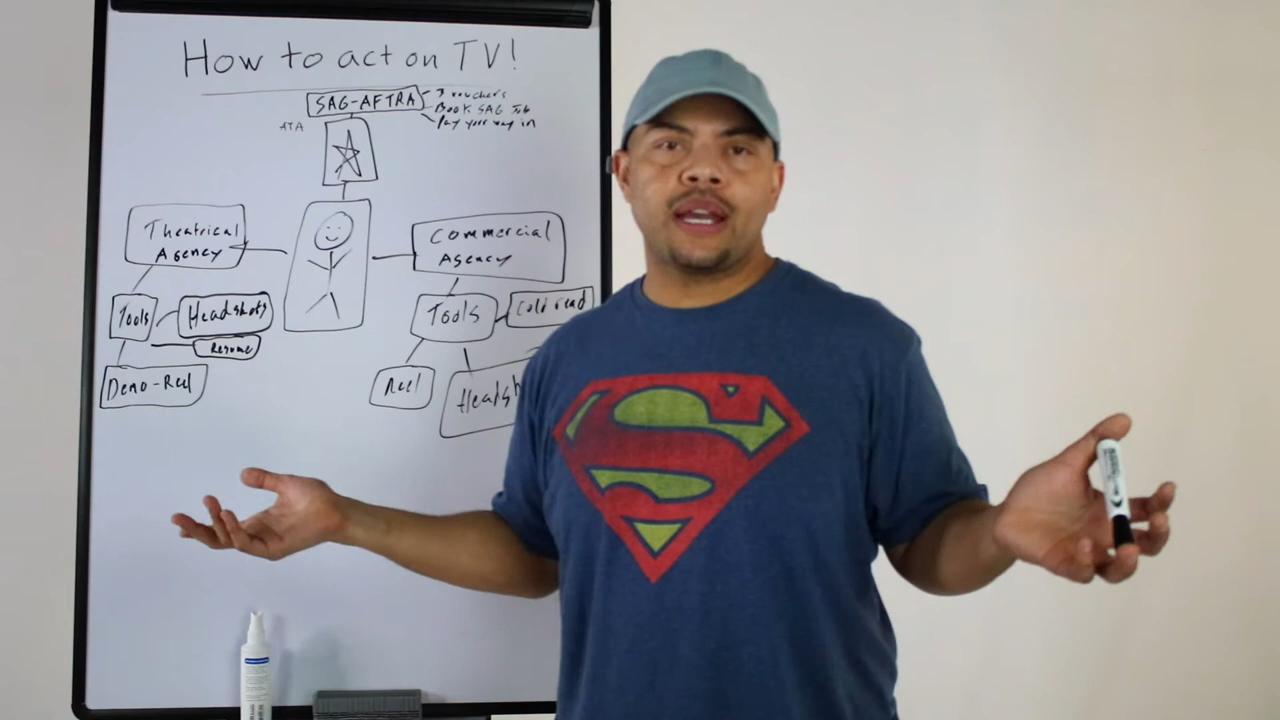 How to act on TV!
SAG-AFTRA
3 vouchers
Book SAG Job
Pay your way in
ATA
Theatrical
Agency
Commercial
Agency
Tools
Headshots
Resume
Demo-Reel
Tools
Cold read
Reel
Headsh
S